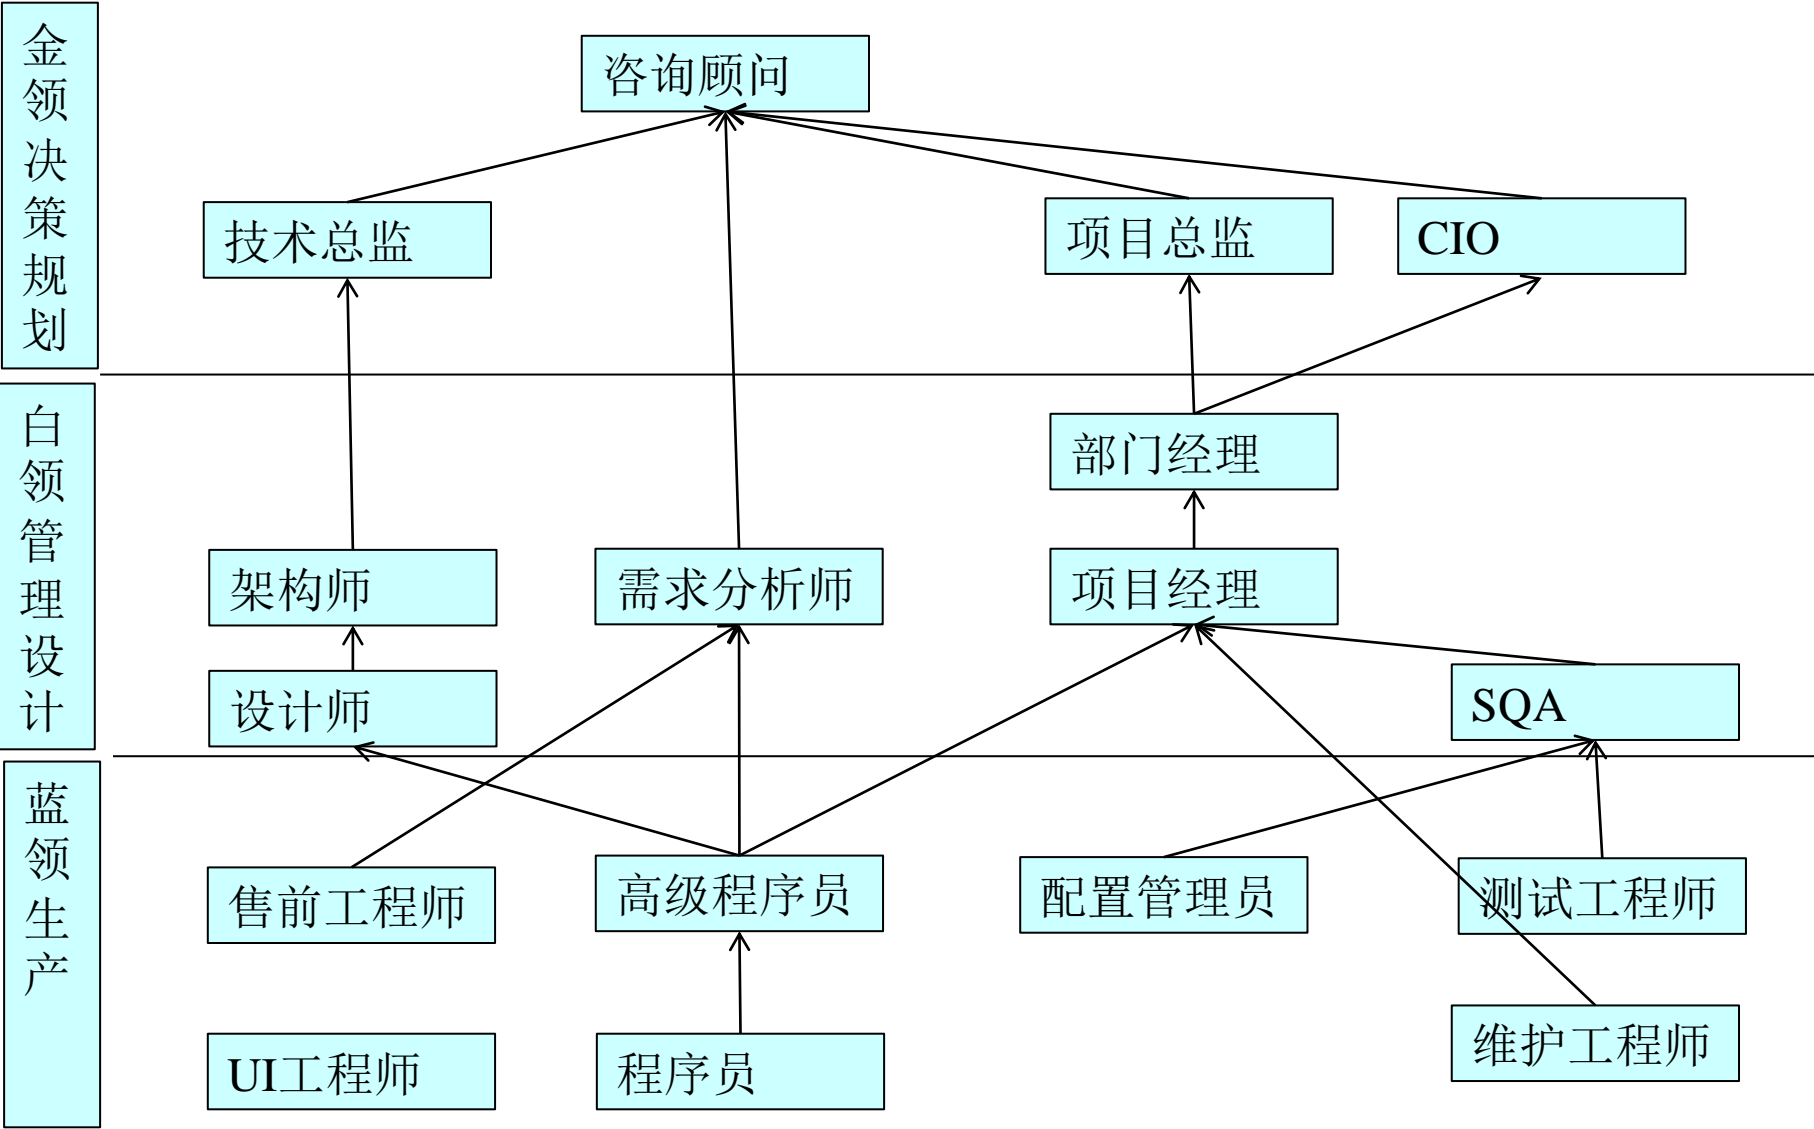 金领决策规划
咨询顾问
技术总监
项目总监
CIO
白领管理设计
部门经理
架构师
需求分析师
项目经理
设计师
SQA
蓝领生产
售前工程师
高级程序员
配置管理员
测试工程师
UI工程师
程序员
维护工程师